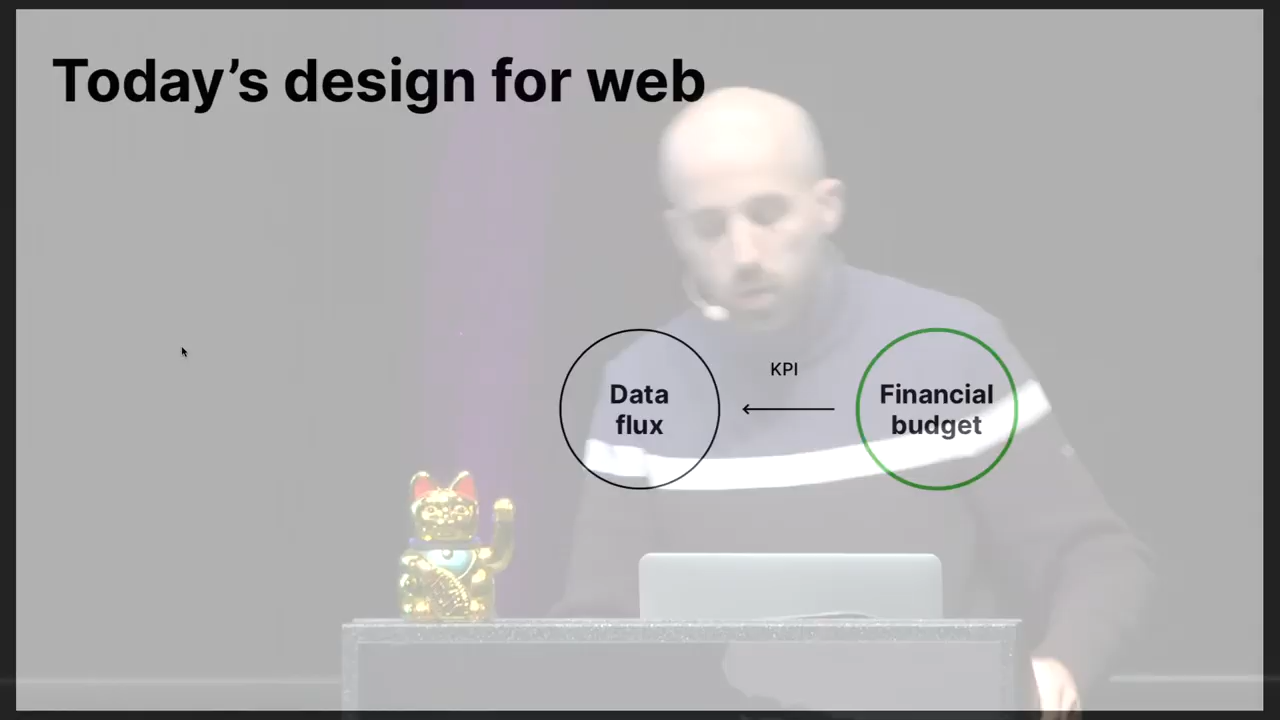 Today’s design for web
KPI
Data
flux
Financial
budget